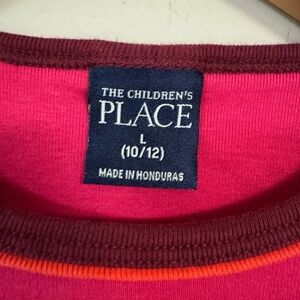 THE CHILDREN'S
PLACE
L
(10/12)
MADE IN HONDURAS